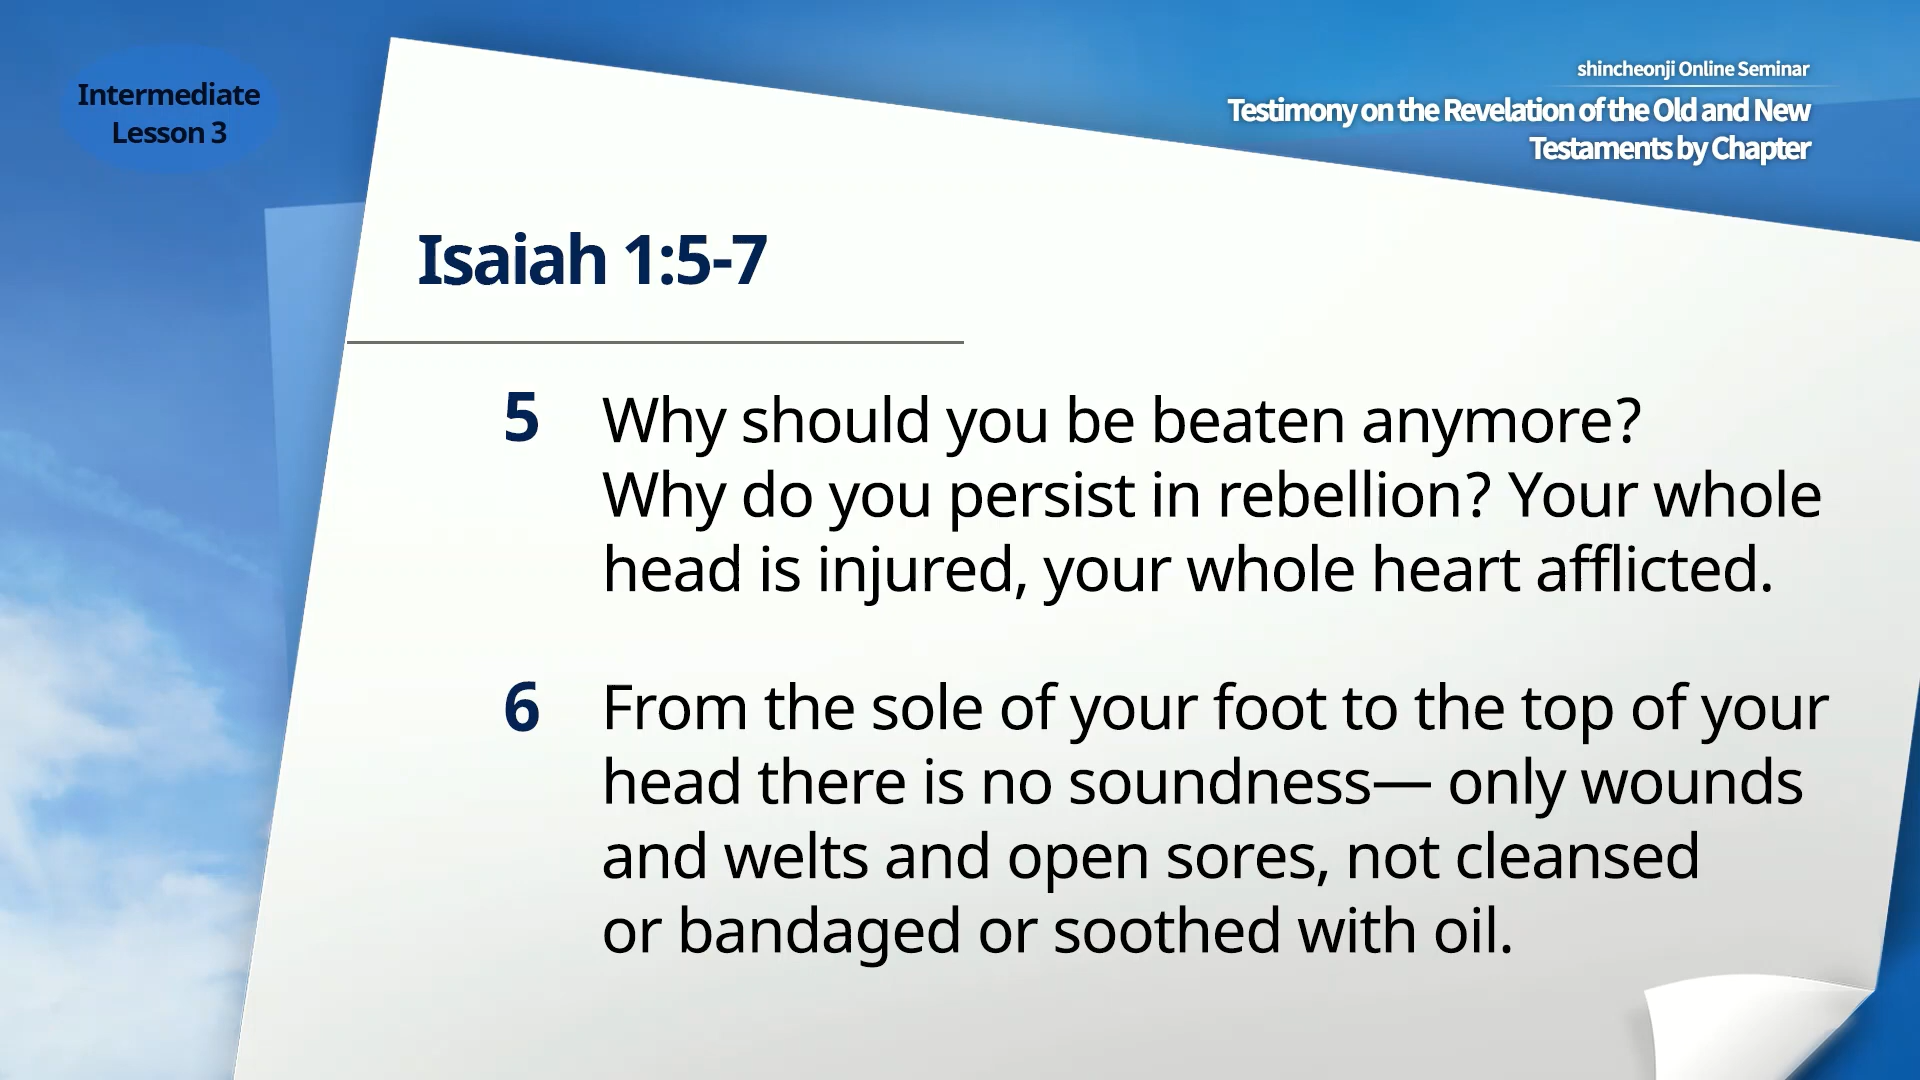 Intermediate
Lesson 3
shincheonji Online Seminar
Testimony on the Revelation of the Old and New
Testaments by Chapter
Isaiah 1:5-7
5 Why should you be beaten anymore?
Why do you persist in rebellion? Your whole
head is injured, your whole heart afflicted.
6 From the sole of your foot to the top of your
head there is no soundness— only wounds
and welts and open sores, not cleansed
or bandaged or soothed with oil.